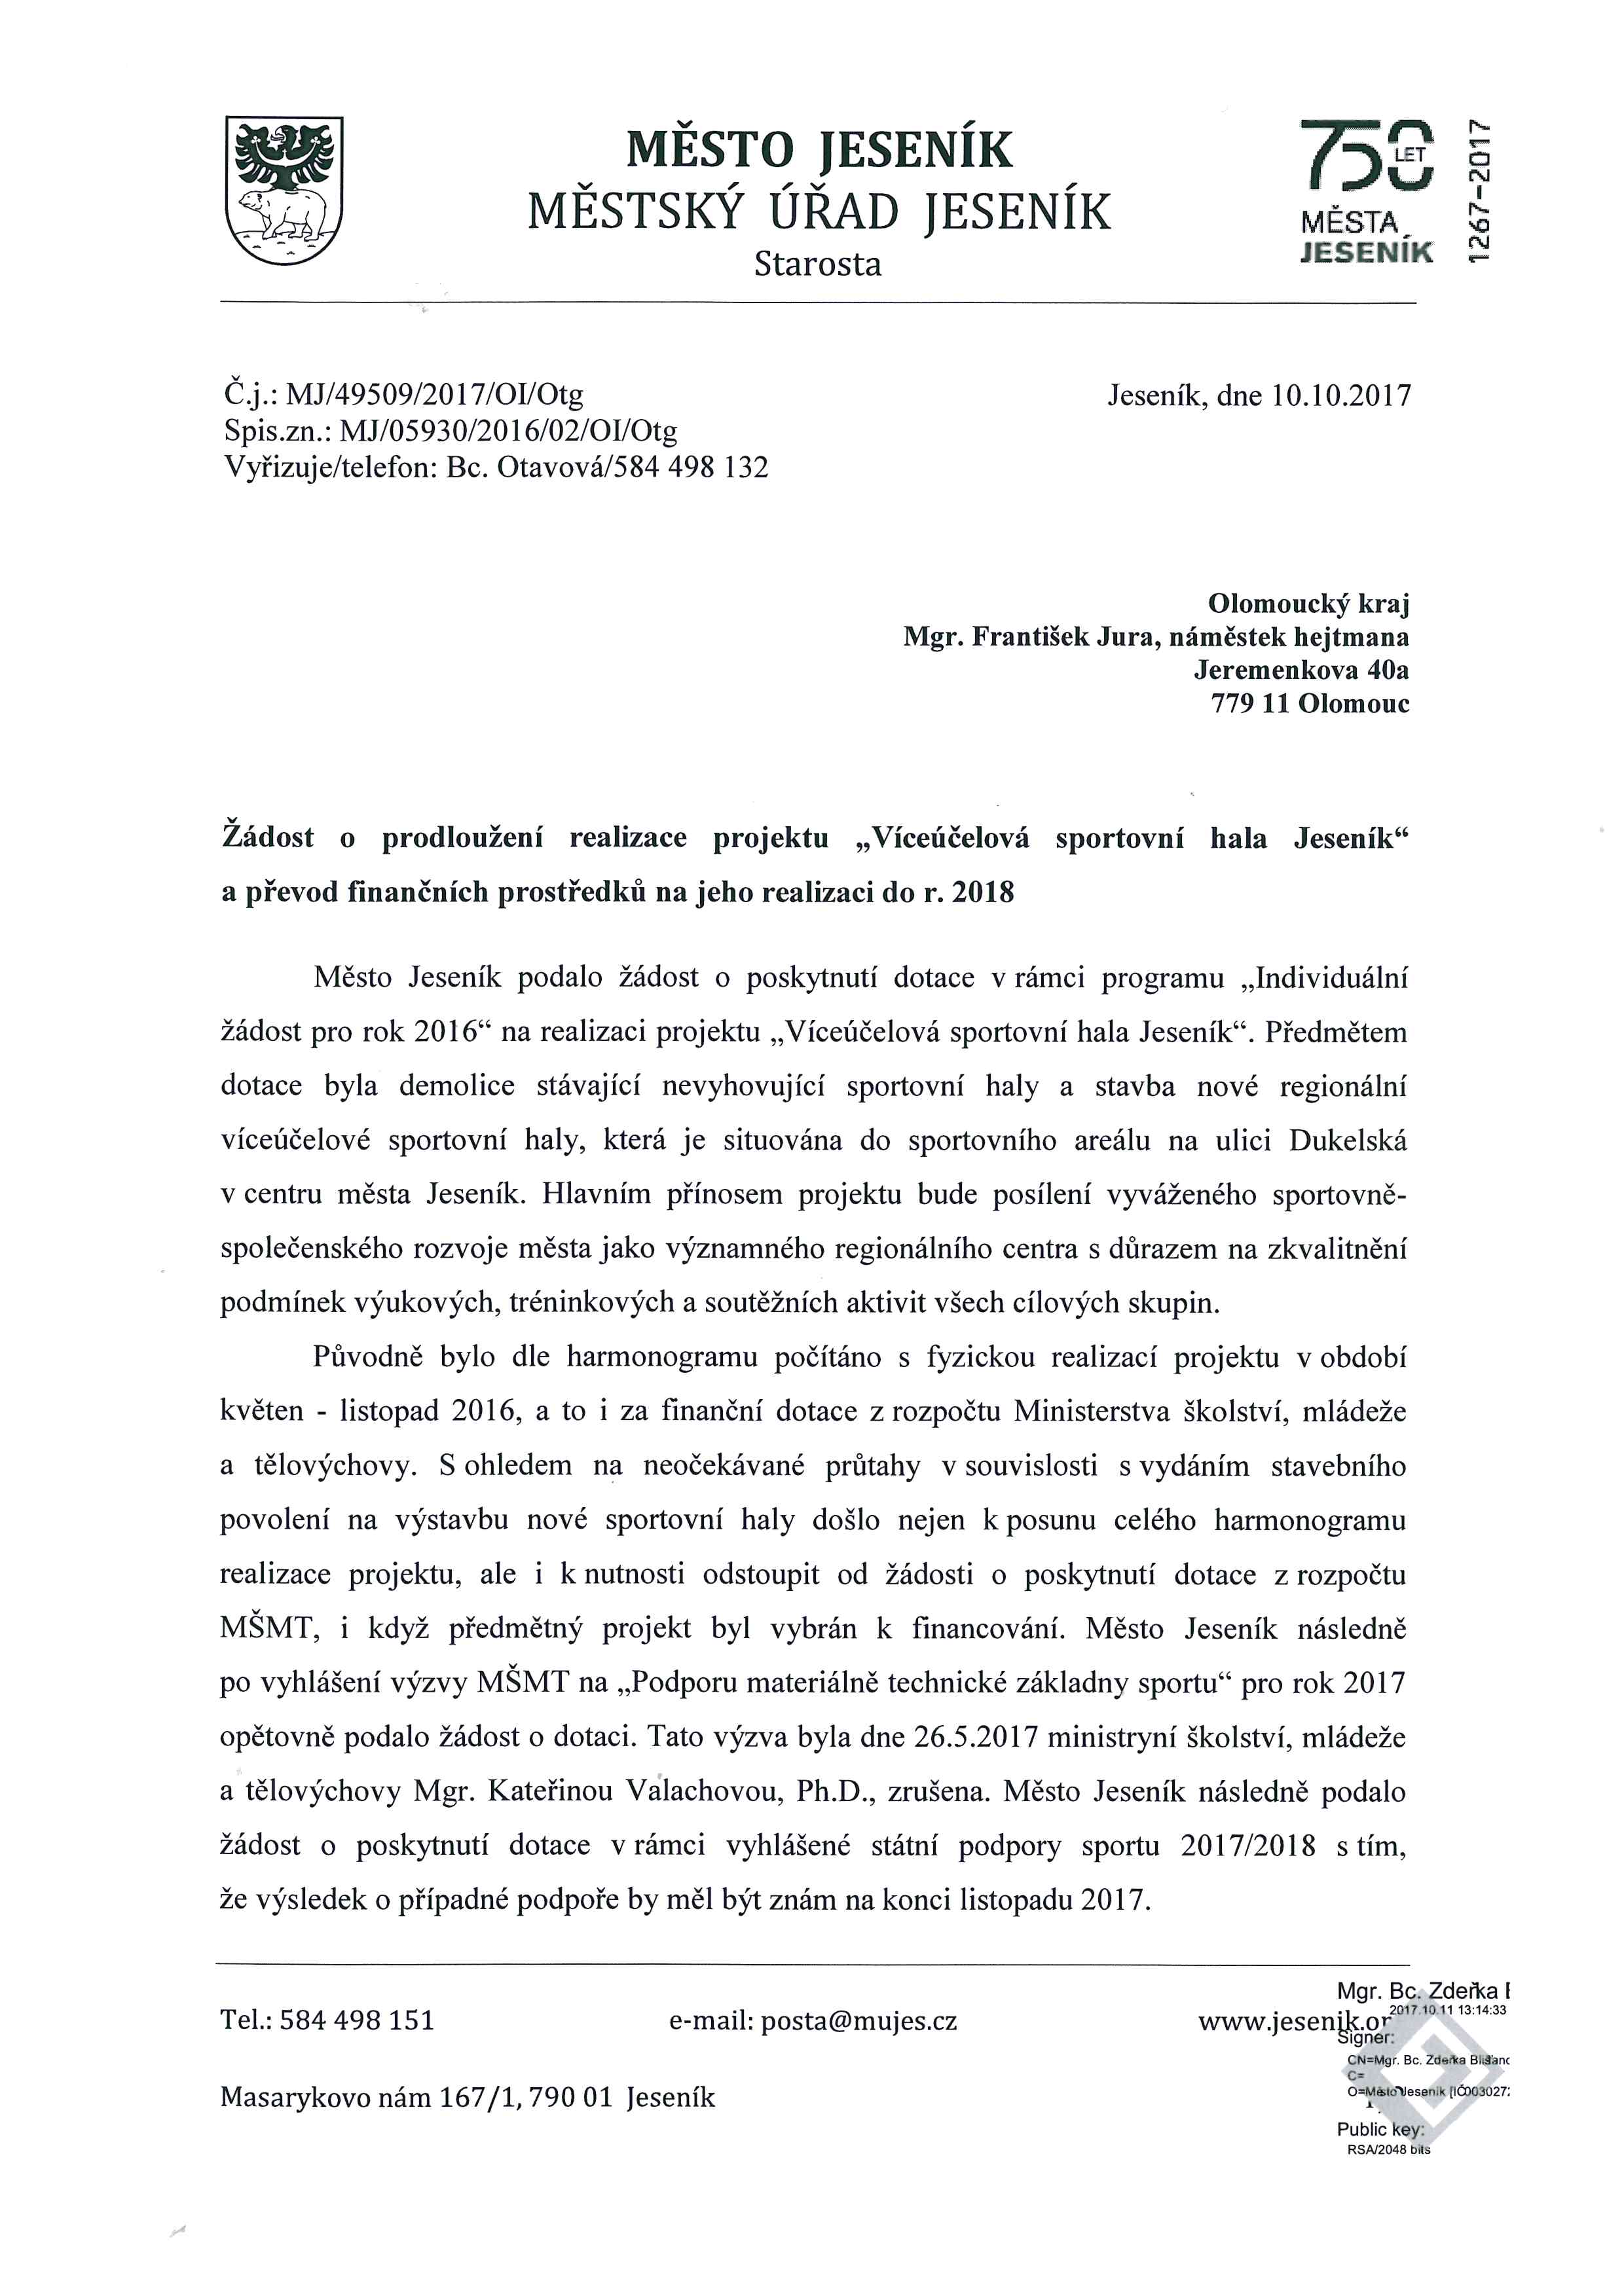 MĚSTO JESENÍK
MĚSTSKÝ ÚŘAD JESENÍK
Starosta
750 LET
MĚSTA
JESENÍK
1267–2017
Č.j.: MJ/49509/2017/OI/Otg
Jeseník, dne 10.10.2017
Spis.zn.: MJ/05930/2016/02/OI/Otg
Vyřizuje/telefon: Bc. Otavová/584 498 132
Olomoucký kraj
Mgr. František Jura, náměstek hejtmana
Jeremenkova 40a
779 11 Olomouc
Žádost o prodloužení realizace projektu „Víceúčelová sportovní hala Jeseník“
a převod finančních prostředků na jeho realizaci do r. 2018
Město Jeseník podalo žádost o poskytnutí dotace v rámci programu „Individuální
žádost pro rok 2016“ na realizaci projektu „Víceúčelová sportovní hala Jeseník“. Předmětem
dotace byla demolice stávající nevyhovující sportovní haly a stavba nové regionální
víceúčelové sportovní haly, která je situována do sportovního areálu na ulici Dukelská
v centru města Jeseník. Hlavním přínosem projektu bude posílení vyváženého sportovně-
společenského rozvoje města jako významného regionálního centra s důrazem na zkvalitnění
podmínek výukových, tréninkových a soutěžních aktivit všech cílových skupin.
Původně bylo dle harmonogramu počítáno s fyzickou realizací projektu v období
květen - listopad 2016, a to i za finanční dotace z rozpočtu Ministerstva školství, mládeže
a tělovýchovy. S ohledem na neočekávané průtahy v souvislosti s vydáním stavebního
povolení na výstavbu nové sportovní haly došlo nejen k posunu celého harmonogramu
realizace projektu, ale i k nutnosti odstoupit od žádosti o poskytnutí dotace z rozpočtu
MŠMT, i když předmětný projekt byl vybrán k financování. Město Jeseník následně
po vyhlášení výzvy MŠMT na „Podporu materiálně technické základny sportu“ pro rok 2017
opětovně podalo žádost o dotaci. Tato výzva byla dne 26.5.2017 ministryní školství, mládeže
a tělovýchovy Mgr. Kateřinou Valachovou, Ph.D., zrušena. Město Jeseník následně podalo
žádost o poskytnutí dotace v rámci vyhlášené státní podpory sportu 2017/2018 s tím,
že výsledek o případné podpoře by měl být znám na konci listopadu 2017.
Tel.: 584 498 151
e-mail: posta@mujes.cz
www.jesenik.or
Masarykovo nám 167/1, 790 01 Jeseník
Mgr. Bc. Zdeňka
2017.10.11 13:14:33
Signer:
CN=Mgr. Bc. Zdeňka
C=
O=Město Jeseník
Public key:
RSA/2048 bits